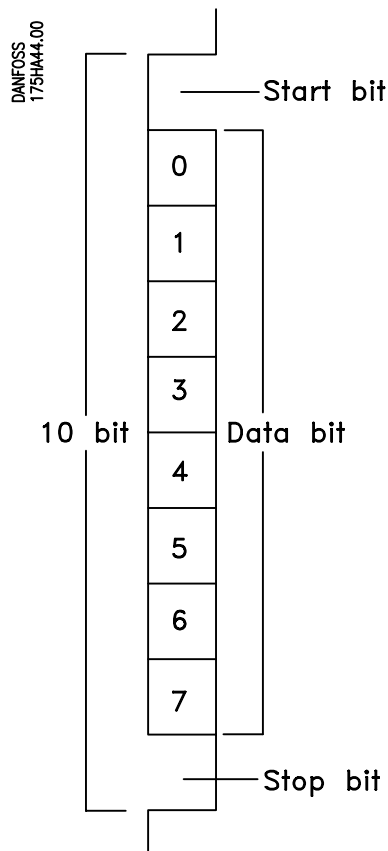 DANFOSS
175HA44.00
Start bit
0
1
2
3
10 bit
Data bit
4
5
6
7
Stop bit